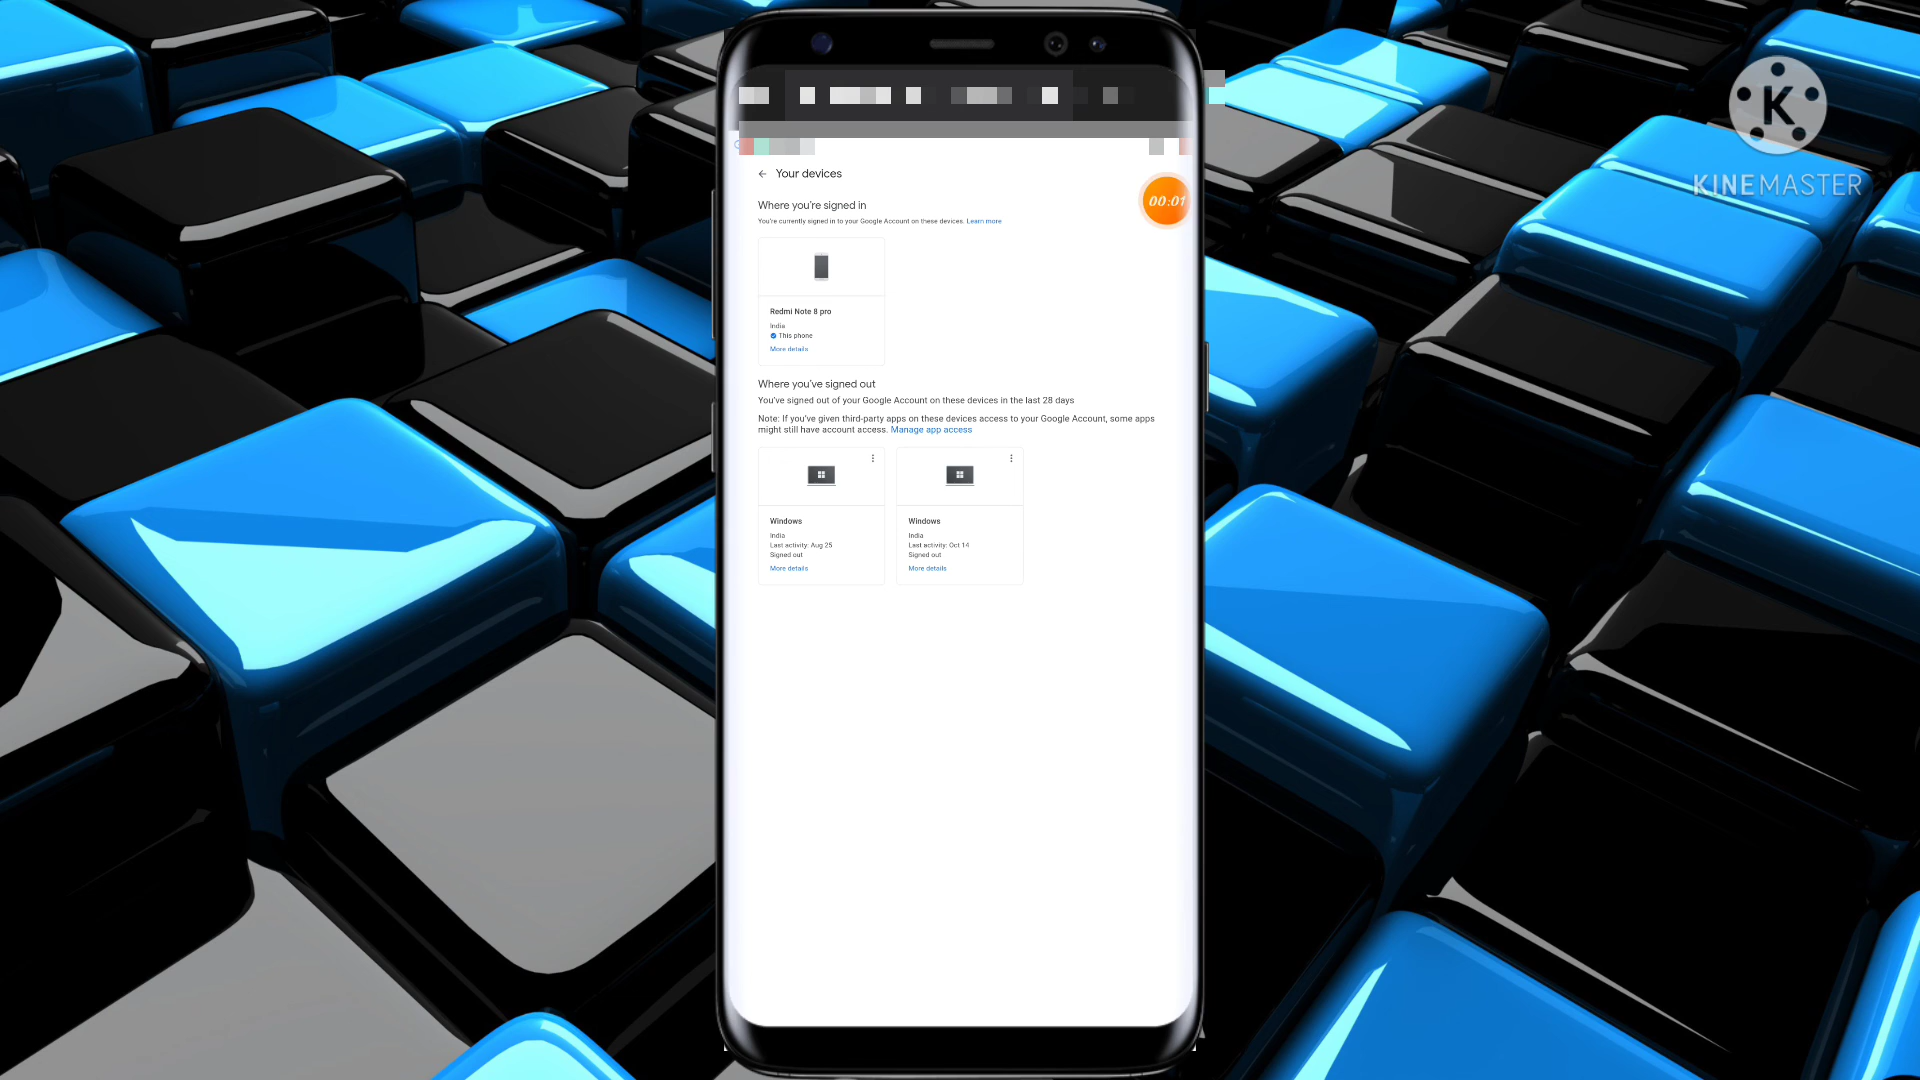 K
KINEMASTER
Your devices
00:01
Where you're signed in
You're currently signed in to your Google Account on these devices. Learn more
Redmi Note 8 pro
India
This phone
More details
Where you've signed out
You've signed out of your Google Account on these devices in the last 28 days
Note: If you've given third-party apps on these devices access to your Google Account, some apps
might still have account access. Manage app access
Windows
India
Last activity: Aug 25
Signed out
More details
Windows
India
Last activity: Oct 14
Signed out
More details